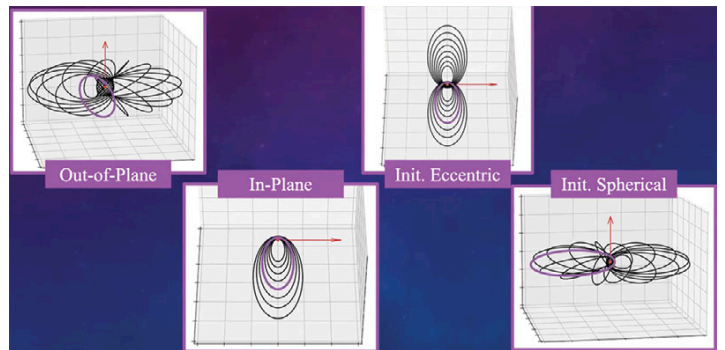 Out-of-Plane
In-Plane
Init. Eccentric
Init. Spherical